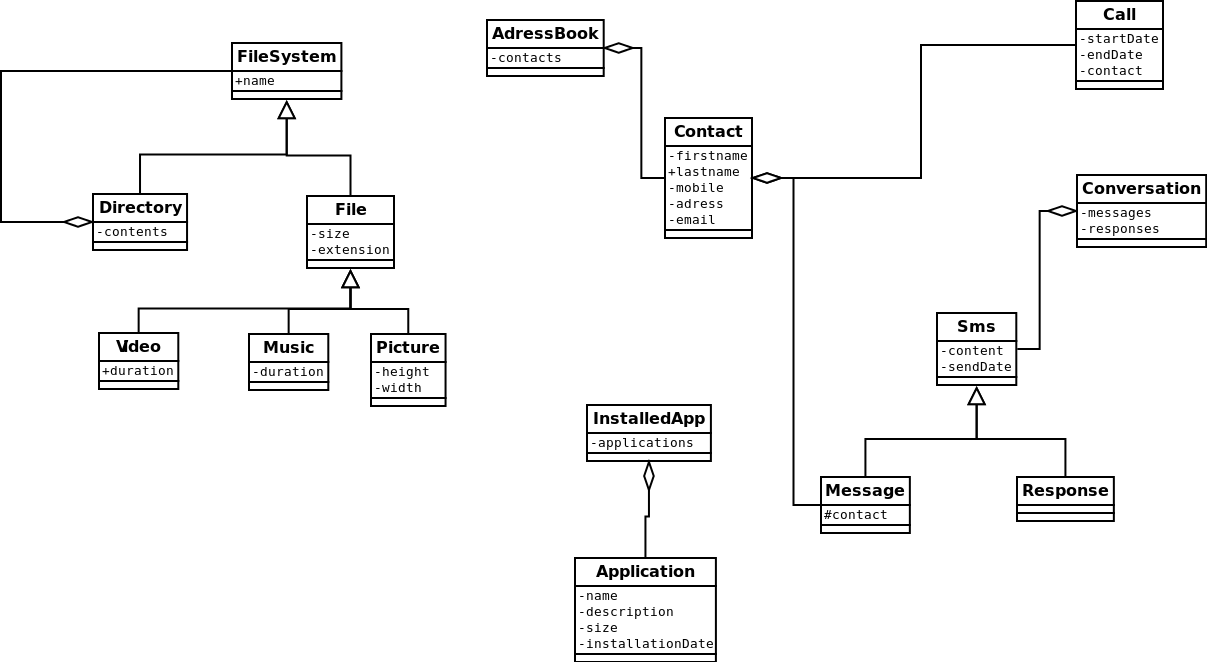 FileSystem
+name
Directory
-contents
File
-size
-extension
Video
+duration
Music
-duration
Picture
-height
-width
AdressBook
-contacts
Contact
-firstname
+lastname
-mobile
-adress
-email
Call
-startDate
-endDate
-contact
Conversation
-messages
-responses
Sms
-content
-sendDate
Message
#contact
Response
InstalledApp
-applications
Application
-name
-description
-size
-installationDate